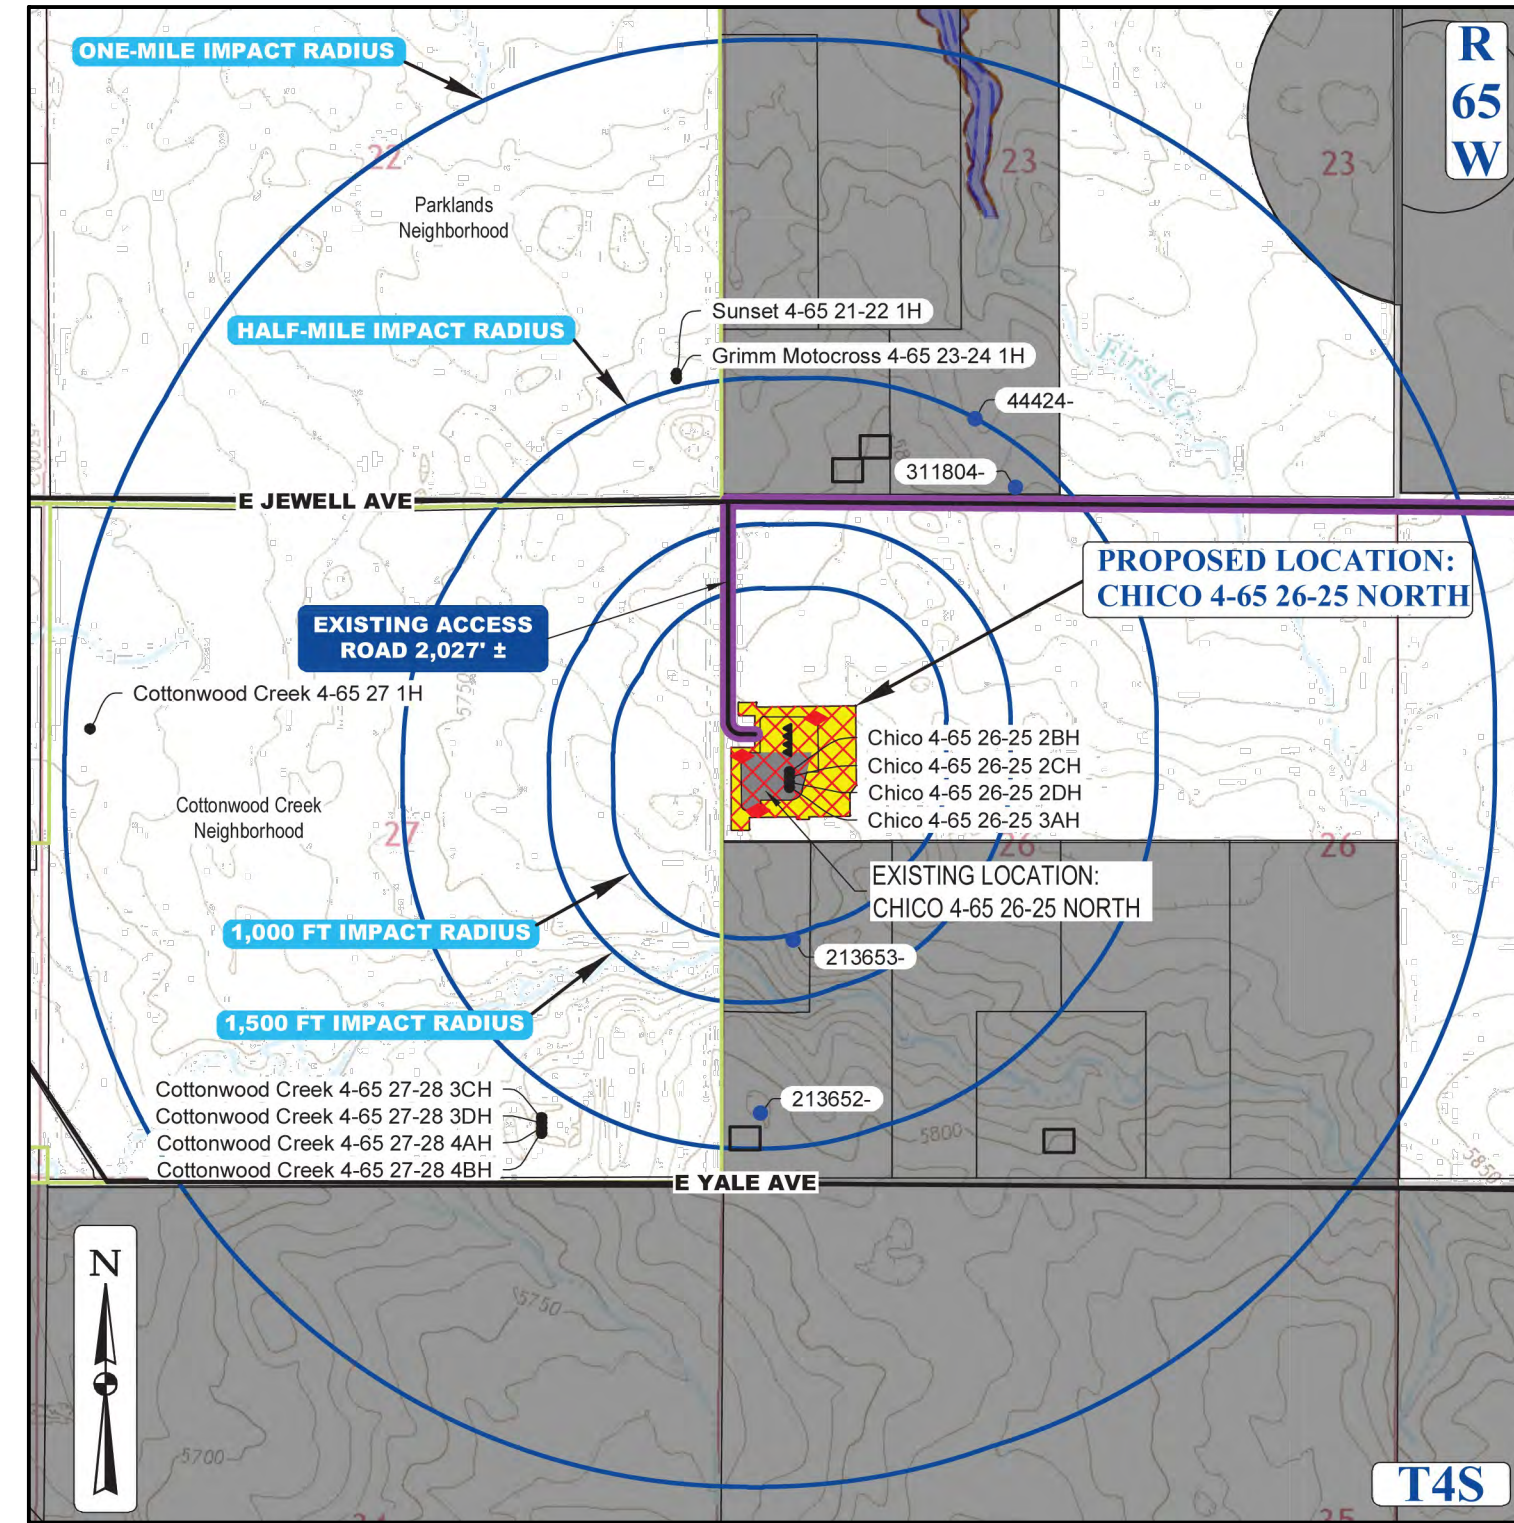 ONE-MILE IMPACT RADIUS
R
65
W
22
23
23
Parklands
Neighborhood
Sunset 4-65 21-22 1H
HALF-MILE IMPACT RADIUS
Grimm Motocross 4-65 23-24 1H
First Cr
44424-
311804-
E JEWELL AVE
PROPOSED LOCATION:
CHICO 4-65 26-25 NORTH
EXISTING ACCESS
ROAD 2,027' ±
5750
Cottonwood Creek 4-65 27 1H
Chico 4-65 26-25 2BH
Chico 4-65 26-25 2CH
Chico 4-65 26-25 2DH
Chico 4-65 26-25 3AH
Cottonwood Creek
Neighborhood
27
26
26
EXISTING LOCATION:
CHICO 4-65 26-25 NORTH
1,000 FT IMPACT RADIUS
213653-
1,500 FT IMPACT RADIUS
Cottonwood Creek 4-65 27-28 3CH
Cottonwood Creek 4-65 27-28 3DH
Cottonwood Creek 4-65 27-28 4AH
Cottonwood Creek 4-65 27-28 4BH
213652-
5800
5850
E YALE AVE
N
5750
5700
T4S